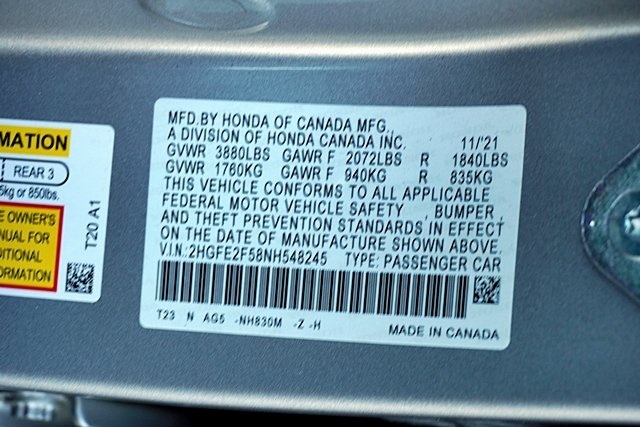 MATION
REAR 3
5kg or 850lbs.
E OWNER'S
NUAL FOR
DITIONAL
ORMATION
T20 A1
MFD.BY HONDA OF CANADA MFG.,
A DIVISION OF HONDA CANADA INC. 11/'21
GVWR 3880LBS GAWR F 2072LBS R 1840LBS
GVWR 1760KG GAWR F 940KG R 835KG
THIS VEHICLE CONFORMS TO ALL APPLICABLE
FEDERAL MOTOR VEHICLE SAFETY , BUMPER ,
AND THEFT PREVENTION STANDARDS IN EFFECT
ON THE DATE OF MANUFACTURE SHOWN ABOVE.
V.I.N.:2HGFE2F58NH548245 TYPE: PASSENGER CAR
T23 N AG5 -NH830M -Z -H
MADE IN CANADA